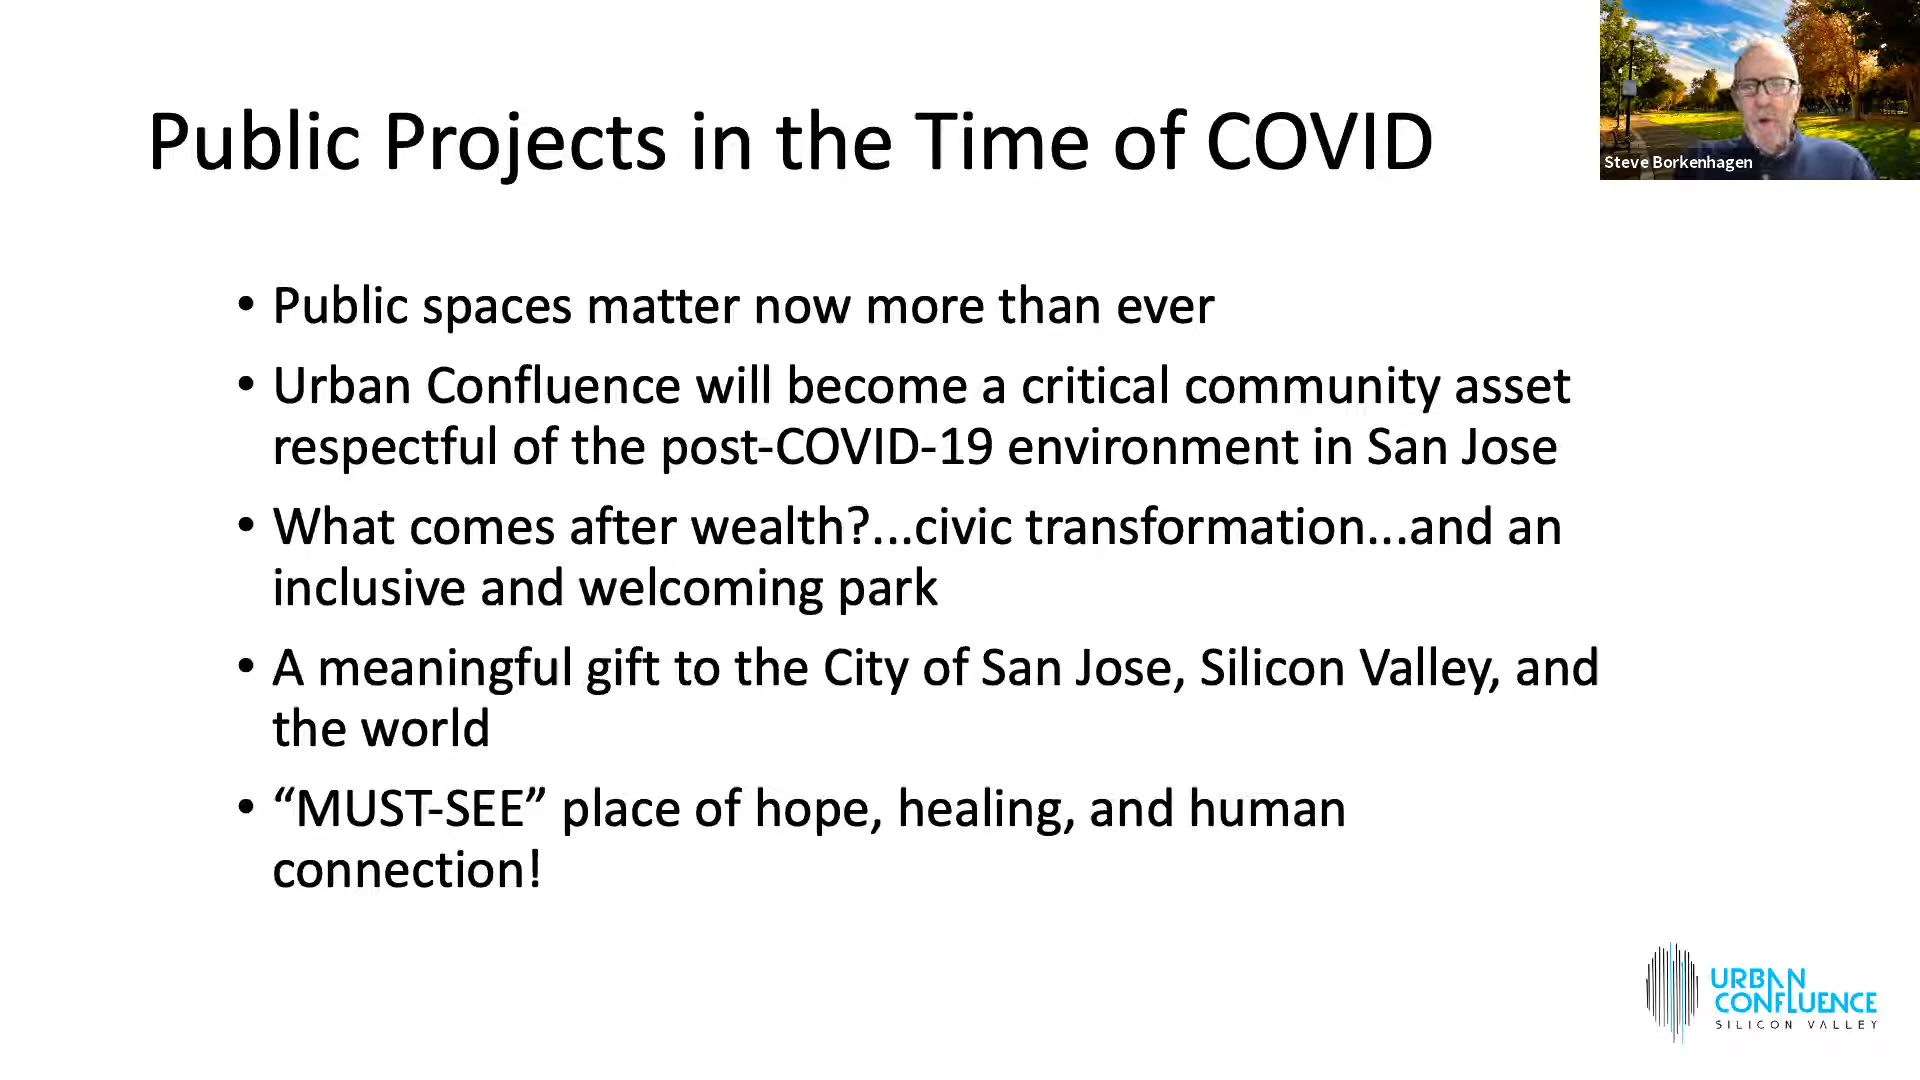 Public Projects in the Time of COVID
Steve Borkenhagen
• Public spaces matter now more than ever
• Urban Confluence will become a critical community asset
respectful of the post-COVID-19 environment in San Jose
• What comes after wealth?...civic transformation...and an
inclusive and welcoming park
• A meaningful gift to the City of San Jose, Silicon Valley, and
the world
• “MUST-SEE” place of hope, healing, and human
connection!
URBAN
CONFLUENCE
SILICON VALLEY